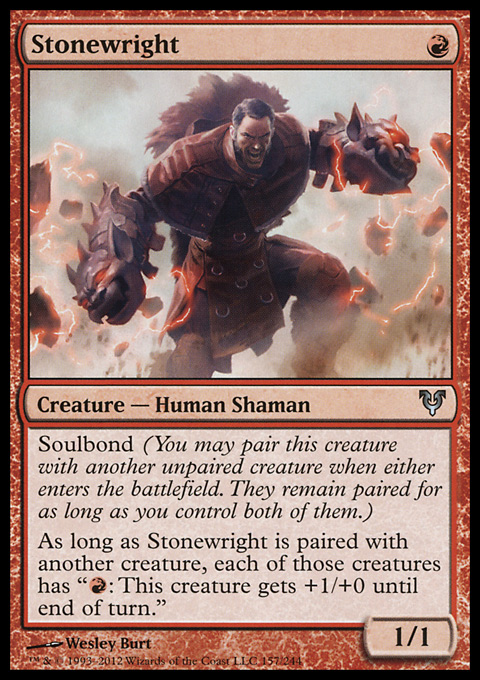 Stonewright
Creature — Human Shaman
Soulbond (You may pair this creature
with another unpaired creature when either
enters the battlefield. They remain paired for
as long as you control both of them.)
As long as Stonewright is paired with
another creature, each of those creatures
has “: This creature gets +1/+0 until
end of turn.”
Wesley Burt
1/1
™ & © 1993–2012 Wizards of the Coast LLC 157/244